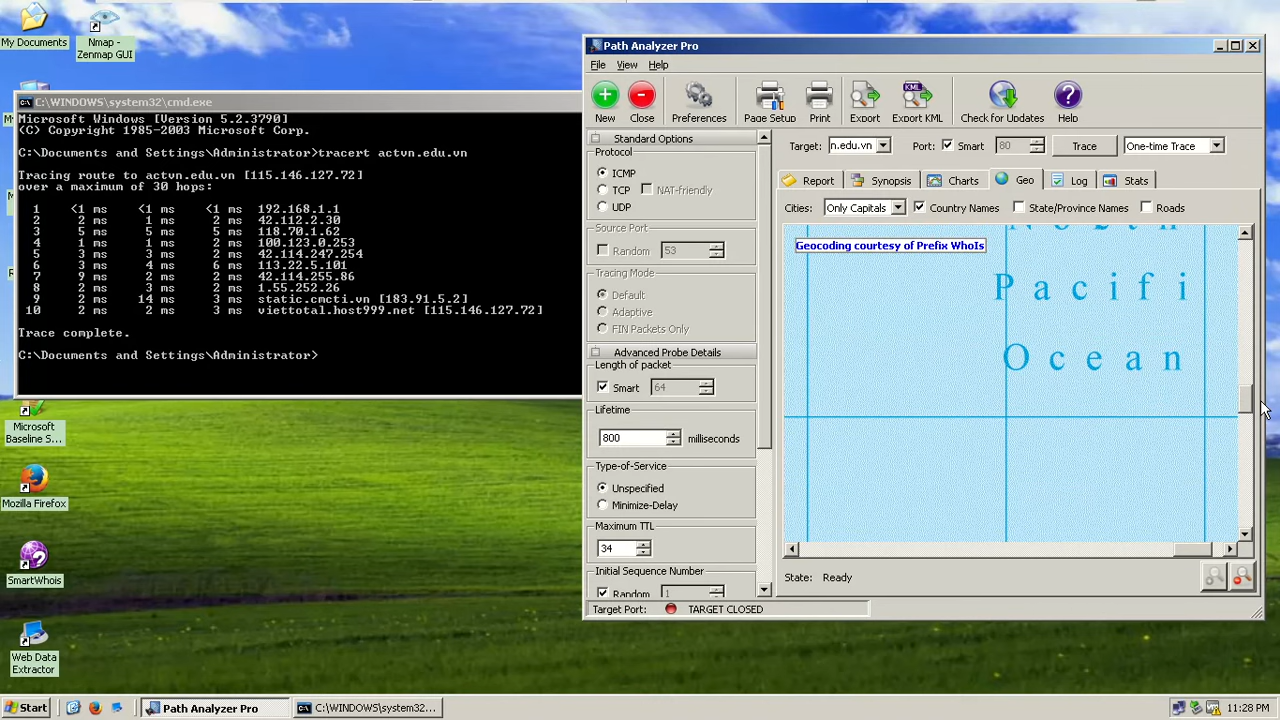 My Documents
Nmap -
Zenmap GUI
C:\WINDOWS\system32\cmd.exe
Microsoft Windows [Version 5.2.3790]
(C) Copyright 1985-2003 Microsoft Corp.
C:\Documents and Settings\Administrator>tracert actvn.edu.vn
Tracing route to actvn.edu.vn [115.146.127.72]
over a maximum of 30 hops:
1 <1 ms <1 ms <1 ms 192.168.1.1
2 2 ms 1 ms 2 ms 42.112.2.30
3 5 ms 5 ms 5 ms 118.70.1.62
4 1 ms 1 ms 2 ms 100.123.0.253
5 3 ms 3 ms 2 ms 42.114.247.254
6 3 ms 4 ms 6 ms 113.22.5.101
7 9 ms 2 ms 2 ms 42.114.255.86
8 2 ms 3 ms 2 ms 1.55.252.26
9 2 ms 14 ms 3 ms static.cmcti.vn [183.91.5.2]
10 2 ms 2 ms 3 ms viettotal.host999.net [115.146.127.72]
Trace complete.
C:\Documents and Settings\Administrator>
Microsoft
Baseline S...
Mozilla Firefox
SmartWhois
Web Data
Extractor
Path Analyzer Pro
File View Help
New Close Preferences Page Setup Print Export Export KML Check for Updates Help
Standard Options
Protocol
ICMP
TCP NAT-friendly
UDP
Source Port
Random 53
Tracing Mode
Default
Adaptive
FIN Packets Only
Advanced Probe Details
Length of packet
Smart 64
Lifetime
800 milliseconds
Type-of-Service
Unspecified
Minimize-Delay
Maximum TTL
34
Initial Sequence Number
Random 1
Target: n.edu.vn Port: Smart 80 Trace One-time Trace
Report Synopsis Charts Geo Log Stats
Cities: Only Capitals Country Names State/Province Names Roads
North
Geocoding courtesy of Prefix WhoIs
Pacifi
Ocean
State: Ready
Target Port: TARGET CLOSED
Start Path Analyzer Pro C:\WINDOWS\system32... 11:28 PM